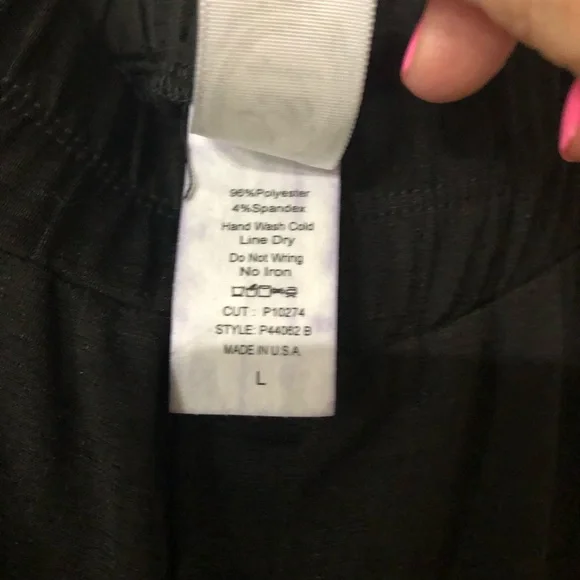 96%Polyester
4%Spandex
Hand Wash Cold
Line Dry
Do Not Wring
No Iron
CUT : P10274
STYLE: P44062 B
MADE IN U.S.A
L